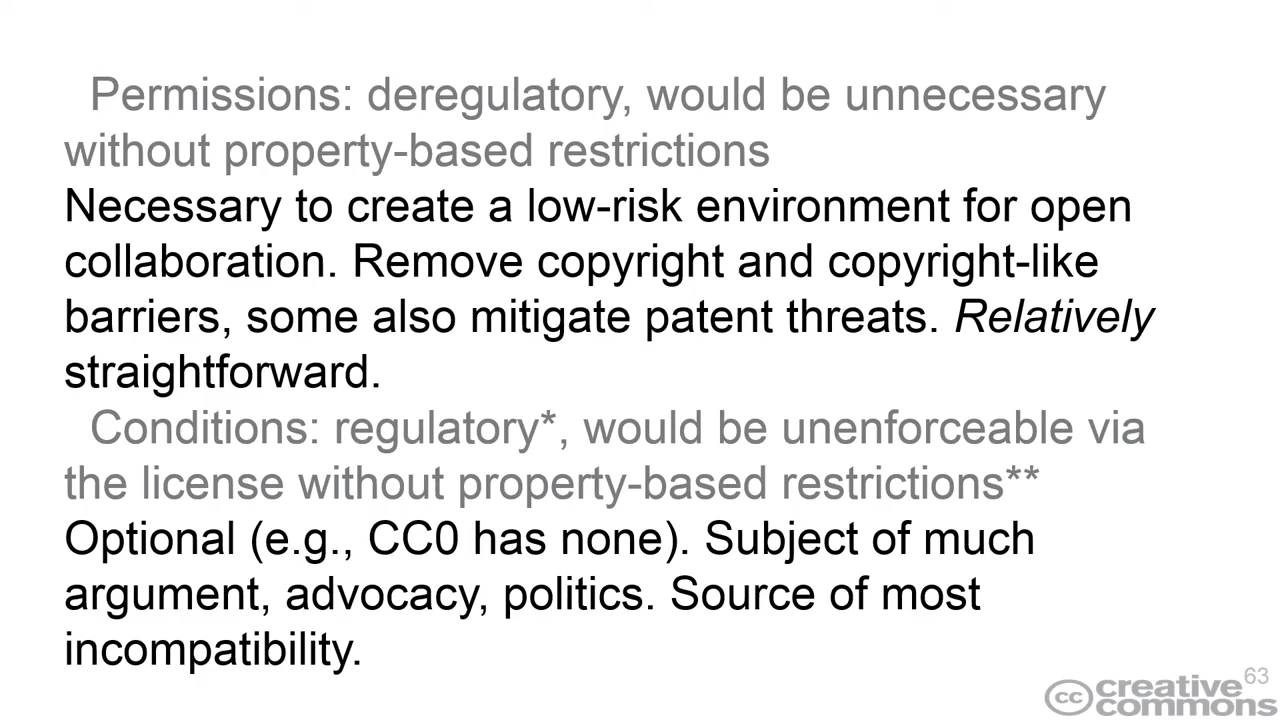 Permissions: deregulatory, would be unnecessary
without property-based restrictions
Necessary to create a low-risk environment for open
collaboration. Remove copyright and copyright-like
barriers, some also mitigate patent threats. Relatively
straightforward.
Conditions: regulatory*, would be unenforceable via
the license without property-based restrictions**
Optional (e.g., CC0 has none). Subject of much
argument, advocacy, politics. Source of most
incompatibility.
63
cc creative
commons